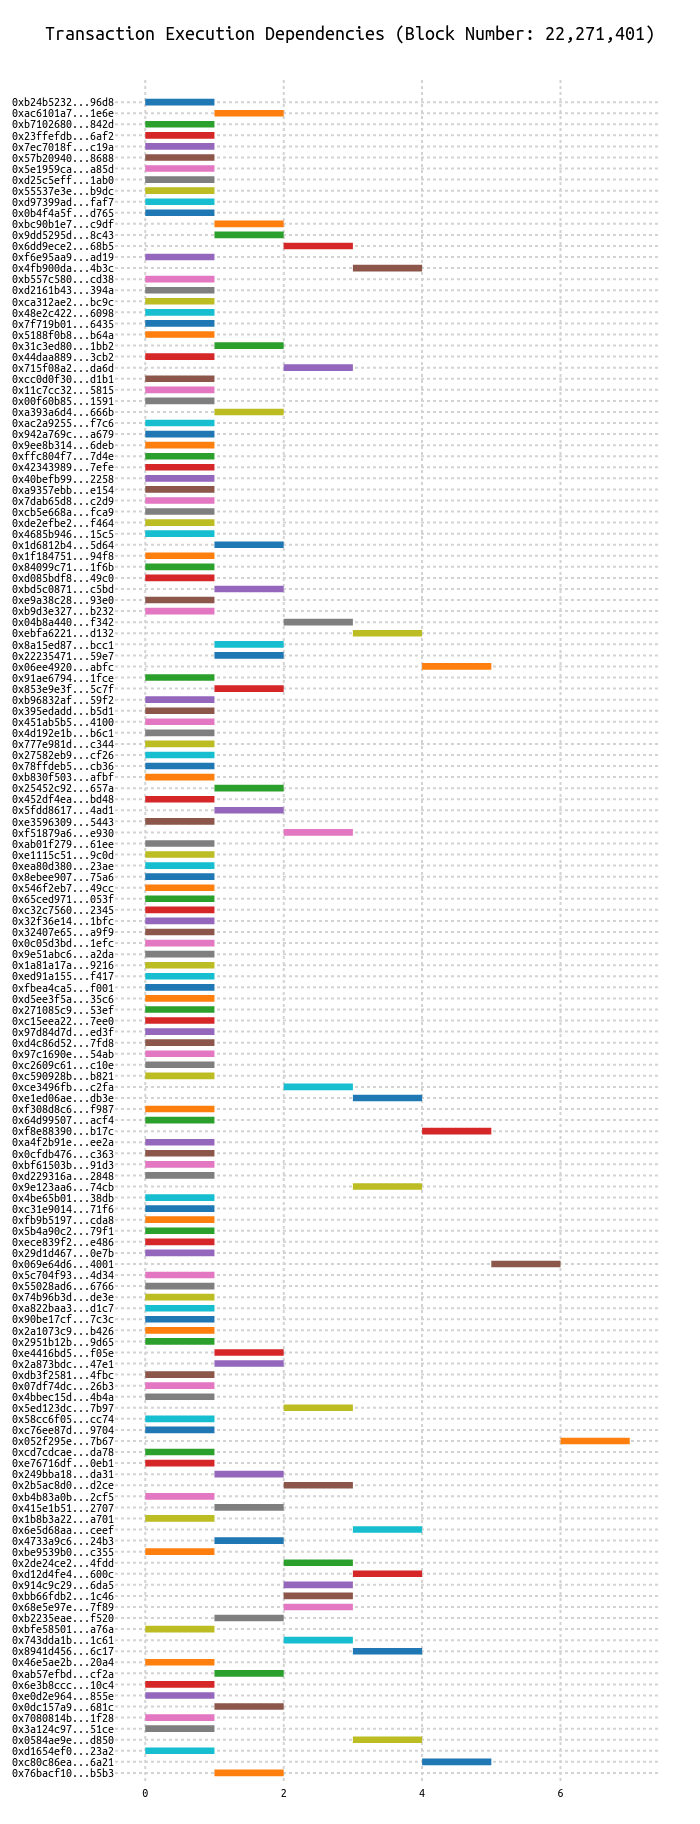 Transaction Execution Dependencies (Block Number: 22,271,401)
0xb24b5232...96d8
0xac6101a7...1e6e
0xb7102680...842d
0x23ffefdb...6af2
0x7ec7018f...c19a
0x57b20940...8688
0x5e1959ca...a85d
0xd25c5eff...1ab0
0x55537e3e...b9dc
0xd97399ad...faf7
0x0b4f4a5f...d765
0xbc90b1e7...c9df
0x9dd5295d...8c43
0x6dd9ece2...68b5
0xf6e95aa9...ad19
0x4fb900da...4b3c
0xb557c580...cd38
0xd2161b43...394a
0xca312ae2...bc9c
0x48e2c422...6098
0x7f719b01...6435
0x5188f0b8...b64a
0x31c3ed80...1bb2
0x44daa889...3cb2
0x715f08a2...da6d
0xcc0d0f30...d1b1
0x11c7cc32...5815
0x00f60b85...1591
0xa393a6d4...666b
0xac2a9255...f7c6
0x942a769c...a679
0x9ee8b314...6deb
0xffc804f7...7d4e
0x42343989...7efe
0x40befb99...2258
0xa9357ebb...e154
0x7dab65d8...c2d9
0xcb5e668a...fca9
0xde2efbe2...f464
0x4685b946...15c5
0x1d6812b4...5d64
0x1f184751...94f8
0x84099c71...1f6b
0xd085bdf8...49c0
0xbd5c0871...c5bd
0xe9a38c28...93e0
0xb9d3e327...b232
0x04b8a440...f342
0xebfa6221...d132
0x8a15ed87...bcc1
0x22235471...59e7
0x06ee4920...abfc
0x91ae6794...1fce
0x853e9e3f...5c7f
0xb96832af...59f2
0x395edadd...b5d1
0x451ab5b5...4100
0x4d192e1b...b6c1
0x777e981d...c344
0x27582eb9...cf26
0x78ffdeb5...cb36
0xb830f503...afbf
0x25452c92...657a
0x452df4ea...bd48
0x5fdd8617...4ad1
0xe3596309...5443
0xf51879a6...e930
0xab01f279...61ee
0xe1115c51...9c0d
0xea80d380...23ae
0x8ebee907...75a6
0x546f2eb7...49cc
0x65ced971...053f
0xc32c7560...2345
0x32f36e14...1bfc
0x32407e65...a9f9
0x0c05d3bd...1efc
0x9e51abc6...a2da
0x1a81a17a...9216
0xed91a155...f417
0xfbea4ca5...f001
0xd5ee3f5a...35c6
0x271085c9...53ef
0xc15eea22...7ee0
0x97d84d7d...ed3f
0xd4c86d52...7fd8
0x97c1690e...54ab
0xc2609c61...c10e
0xc590928b...b821
0xce3496fb...c2fa
0xe1ed06ae...db3e
0xf308d8c6...f987
0x64d99507...acf4
0xf8e88390...b17c
0xa4f2b91e...ee2a
0x0cfdb476...c363
0xbf61503b...91d3
0xd229316a...2848
0x9e123aa6...74cb
0x4be65b01...38db
0xc31e9014...71f6
0xfb9b5197...cda8
0x5b4a90c2...79f1
0xece839f2...e486
0x29d1d467...0e7b
0x069e64d6...4001
0x5c704f93...4d34
0x55028ad6...6766
0x74b96b3d...de3e
0xa822baa3...d1c7
0x90be17cf...7c3c
0x2a1073c9...b426
0x2951b12b...9d65
0xe4416bd5...f05e
0x2a873bdc...47e1
0xdb3f2581...4fbc
0x07df74dc...26b3
0x4bbec15d...4b4a
0x5ed123dc...7b97
0x58cc6f05...cc74
0xc76ee87d...9704
0x052f295e...7b67
0xcd7cdcae...da78
0xe76716df...0eb1
0x249bba18...da31
0x2b5ac8d0...d2ce
0xb4b83a0b...2cf5
0x415e1b51...2707
0x1b8b3a22...a701
0x6e5d68aa...ceef
0x4733a9c6...24b3
0xbe9539b0...c355
0x2de24ce2...4fdd
0xd12d4fe4...600c
0x914c9c29...6da5
0xbb66fdb2...1c46
0x68e5e97e...7f89
0xb2235eae...f520
0xbfe58501...a76a
0x743dda1b...1c61
0x8941d456...6c17
0x46e5ae2b...20a4
0xab57efbd...cf2a
0x6e3b8ccc...10c4
0xe0d2e964...855e
0x0dc157a9...681c
0x7080814b...1f28
0x3a124c97...51ce
0x0584ae9e...d850
0xd1654ef0...23a2
0xc80c86ea...6a21
0x76bacf10...b5b3
0 2 4 6